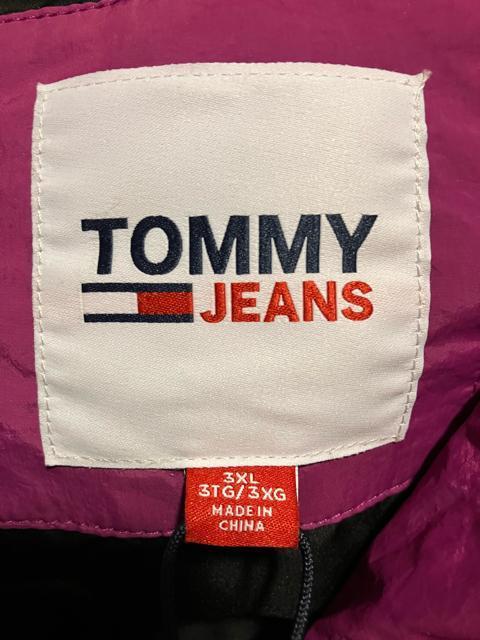 TOMMY
JEANS
3XL
3TG/3XG
MADE IN
CHINA